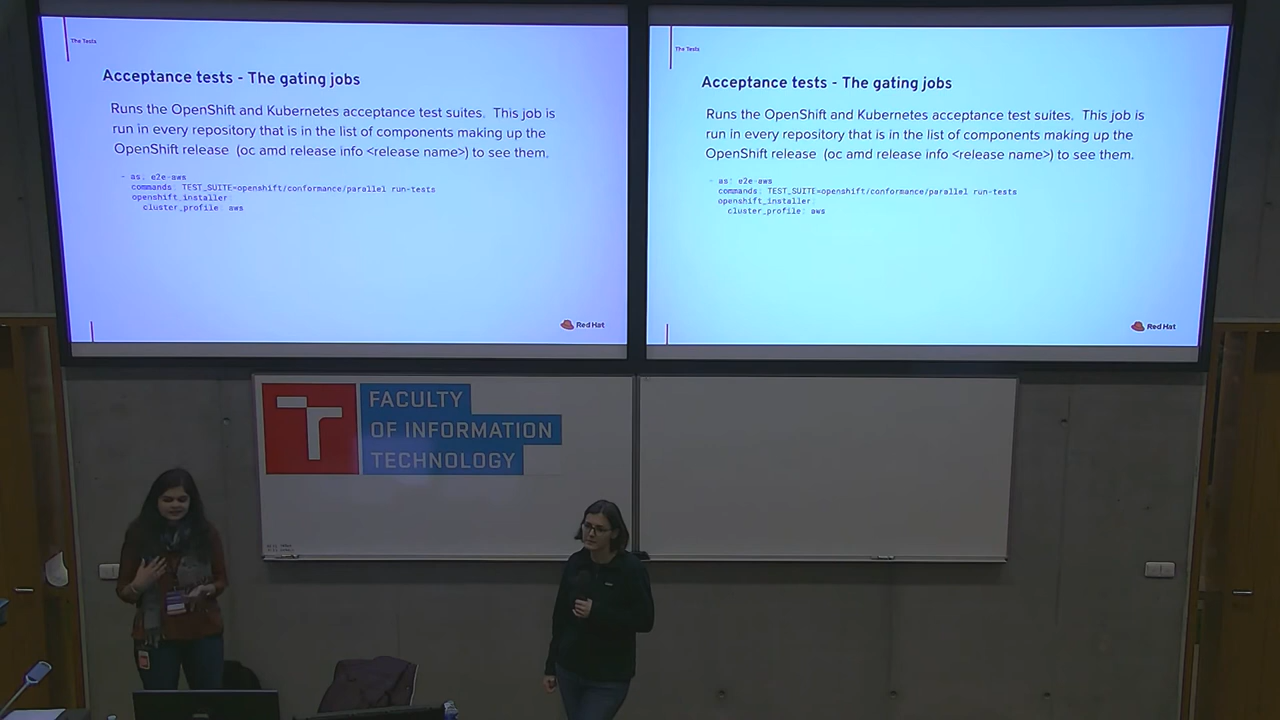 The Tests
Acceptance tests - The gating jobs
Runs the OpenShift and Kubernetes acceptance test suites. This job is
run in every repository that is in the list of components making up the
OpenShift release (oc amd release info <release name>) to see them.
- as: e2e-aws
commands: TEST_SUITE=openshift/conformance/parallel run-tests
openshift_installer:
cluster_profile: aws
Red Hat
The Tests
Acceptance tests - The gating jobs
Runs the OpenShift and Kubernetes acceptance test suites. This job is
run in every repository that is in the list of components making up the
OpenShift release (oc amd release info <release name>) to see them.
- as: e2e-aws
commands: TEST_SUITE=openshift/conformance/parallel run-tests
openshift_installer:
cluster_profile: aws
Red Hat
FACULTY
OF INFORMATION
TECHNOLOGY